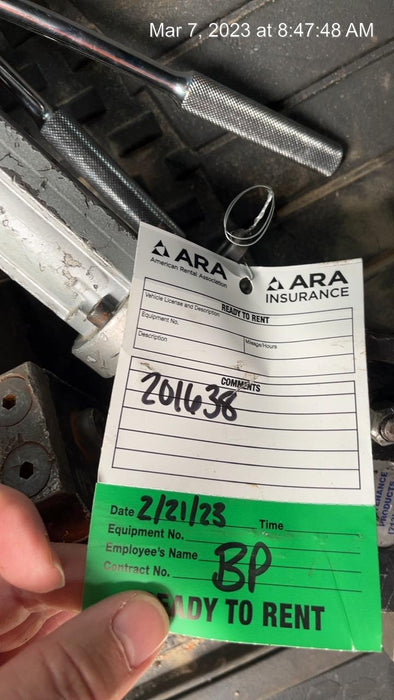 Mar 7, 2023 at 8:47:48 AM
ARA
American Rental Association
ARA
INSURANCE
READY TO RENT
Vehicle License and Description
Equipment No.
Description
Mileage/Hours
COMMENTS
201638
Date 2/21/23 Time
Equipment No.
Employee's Name BP
Contract No.
READY TO RENT
PRODUCTS